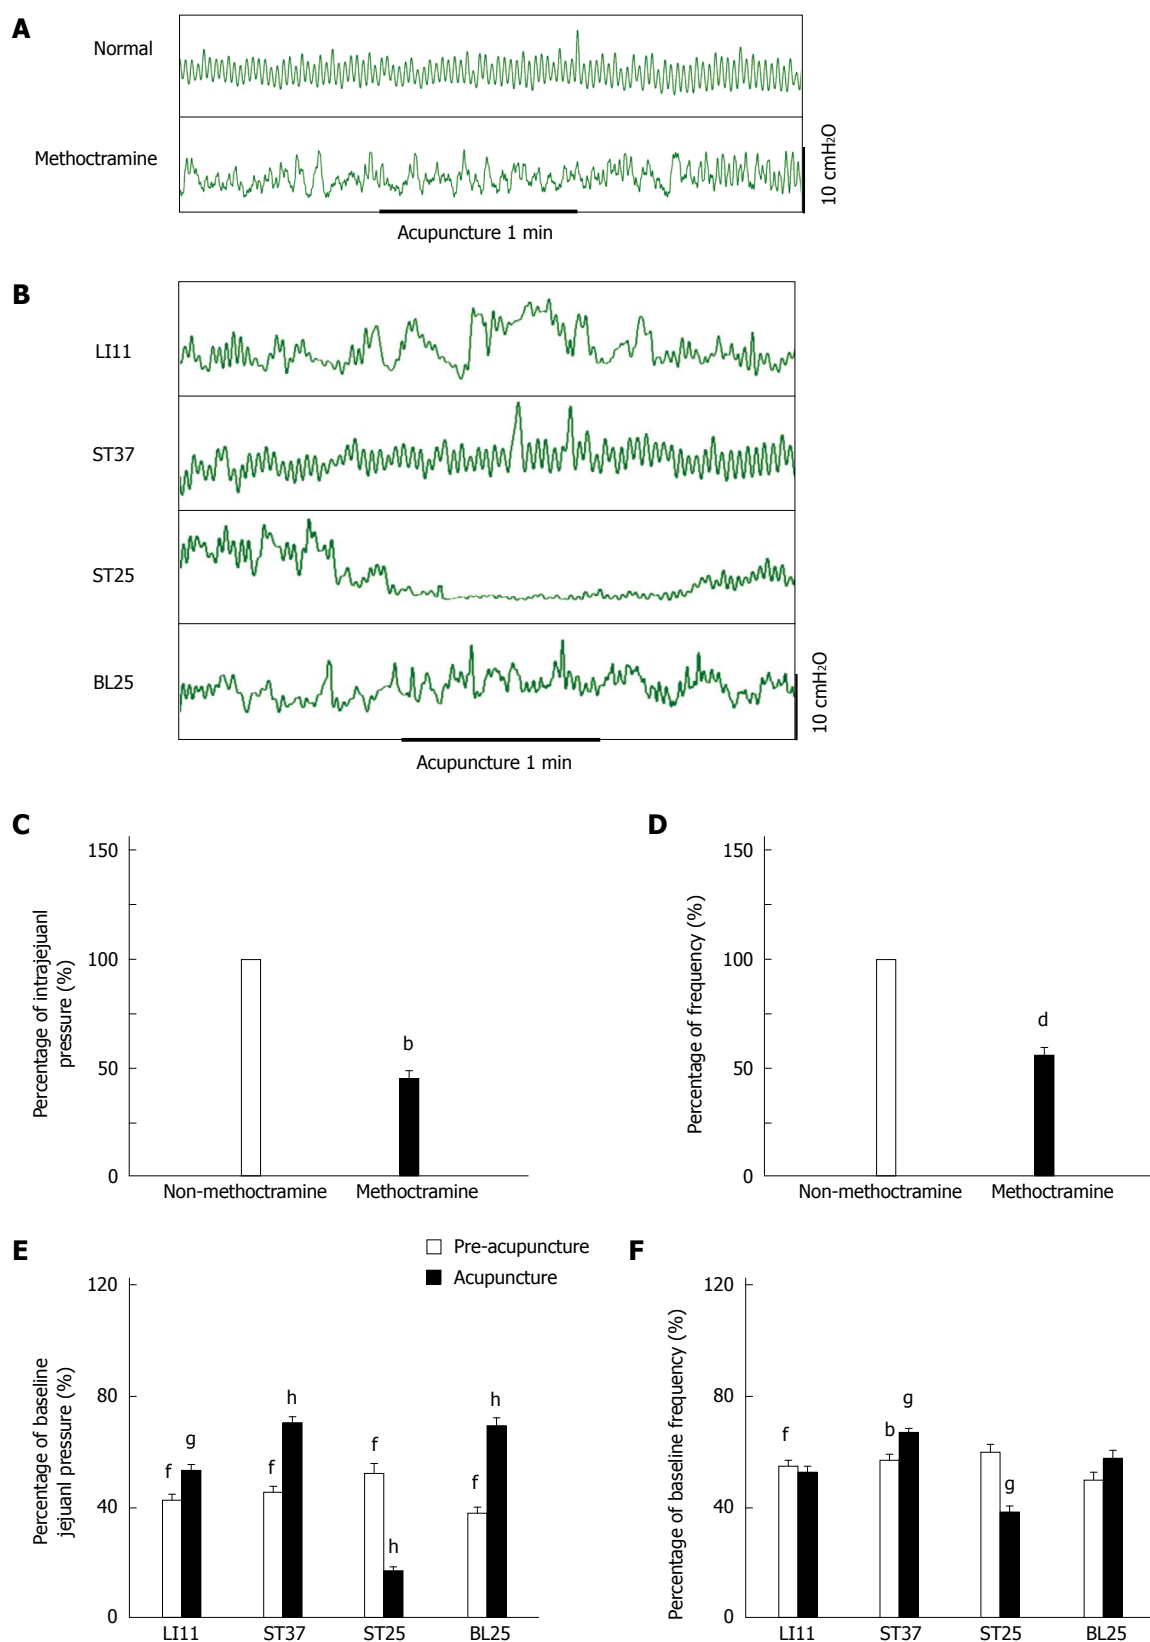 A
Normal
Methoctramine
10 cmH2O
Acupuncture 1 min
B
LI11
ST37
ST25
BL25
10 cmH2O
Acupuncture 1 min
C
Percentage of intrajejuanl
pressure (%)
150
100
50
0
b
Non-methoctramine
Methoctramine
D
Percentage of frequency (%)
150
100
50
0
d
Non-methoctramine
Methoctramine
E
Pre-acupuncture
Acupuncture
Percentage of baseline
jejuanl pressure (%)
120
80
40
0
f
g
f
h
f
h
f
h
LI11
ST37
ST25
BL25
F
Percentage of baseline frequency (%)
120
80
40
0
f
b
g
g
LI11
ST37
ST25
BL25